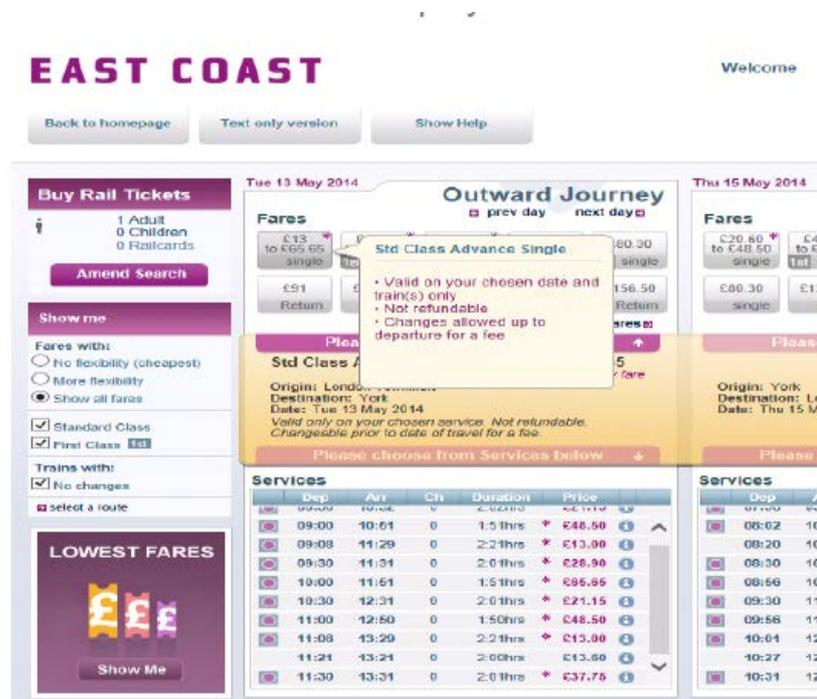 EAST COAST
Welcome
Back to homepage
Text only version
Show Help
Buy Rail Tickets
1 Adult
0 Children
0 Railcards
Amend Search
Show me
Fares with:
No flexibility (cheapest)
More flexibility
Show all fares
Standard Class
First Class 1st
Trains with:
No changes
select a route
LOWEST FARES
£££
Show Me
Tue 13 May 2014
Outward Journey
prev day next day
Fares
£13 *
to £65.65
single
£91
Return
80.30
single
156.50
Return
Std Class Advance Single
• Valid on your chosen date and
train(s) only
• Not refundable
• Changes allowed up to
departure for a fee
Std Class
fare
Origin:
Destination: York
Date: Tue 13 May 2014
Valid only on your chosen service. Not refundable.
Changeable prior to date of travel for a fee.
Please choose from Services below
Services
Dep Arr Ch Duration Price
09:00 10:51 0 1:51hrs * £48.50
09:08 11:29 0 2:21hrs * £13.00
09:30 11:31 0 2:01hrs * £28.90
10:00 11:51 0 1:51hrs * £65.65
10:30 12:31 0 2:01hrs * £21.15
11:00 12:50 0 1:50hrs * £48.50
11:08 13:29 0 2:21hrs * £13.00
11:21 13:21 0 2:00hrs £13.60
11:30 13:31 0 2:01hrs * £37.75
Thu 15 May 2014
Fares
£20.60 *
to £48.50
single
1st
£80.30
single
Please
Origin: York
Destination:
Date: Thu 15
Please
Services
Dep
08:02
08:20
08:30
08:56
09:30
09:56
10:01
10:27
10:31